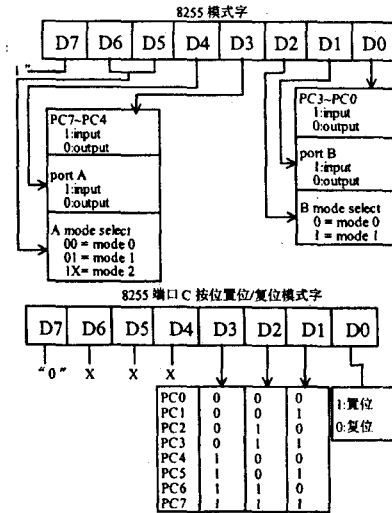 8255 模式字
D7 D6 D5 D4 D3 D2 D1 D0
1"
PC7~PC4
1:input
0:output
port A
1:input
0:output
A mode select
00 = mode 0
01 = mode 1
1X= mode 2
PC3~PC0
1:input
0:output
port B
1:input
0:output
B mode select
0 = mode 0
1 = mode 1
8255 端口 C 按位置位/复位模式字
D7 D6 D5 D4 D3 D2 D1 D0
"0" X X X
PC0 0 0 0
PC1 0 0 1
PC2 0 1 0
PC3 0 1 1
PC4 1 0 0
PC5 1 0 1
PC6 1 1 0
PC7 1 1 1
1:置位
0:复位